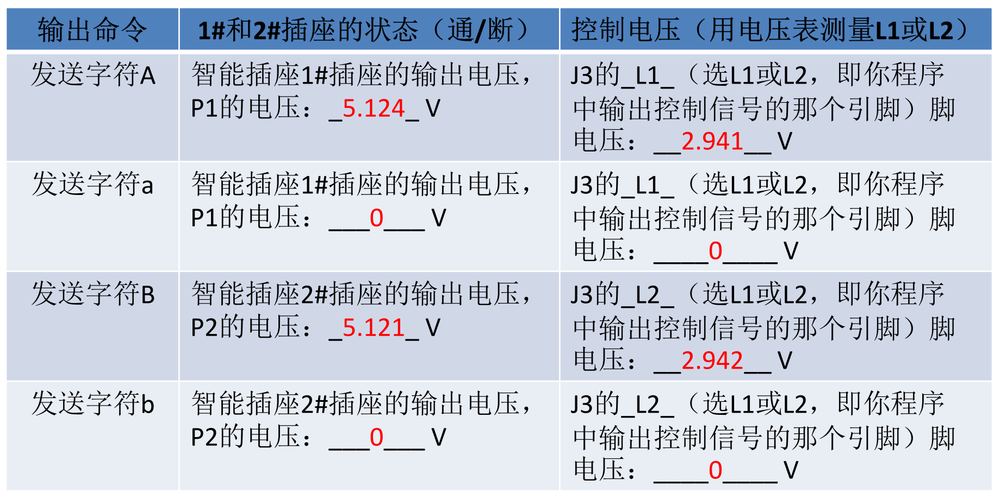 输出命令
1#和2#插座的状态（通/断）
控制电压（用电压表测量L1或L2）
发送字符A
智能插座1#插座的输出电压，
P1的电压：_5.124_ V
J3的_L1_（选L1或L2，即你程序
中输出控制信号的那个引脚）脚
电压：__2.941__ V
发送字符a
智能插座1#插座的输出电压，
P1的电压：___0___ V
J3的_L1_（选L1或L2，即你程序
中输出控制信号的那个引脚）脚
电压：____0____ V
发送字符B
智能插座2#插座的输出电压，
P2的电压：_5.121_ V
J3的_L2_（选L1或L2，即你程序
中输出控制信号的那个引脚）脚
电压：__2.942__ V
发送字符b
智能插座2#插座的输出电压，
P2的电压：___0___ V
J3的_L2_（选L1或L2，即你程序
中输出控制信号的那个引脚）脚
电压：____0____ V